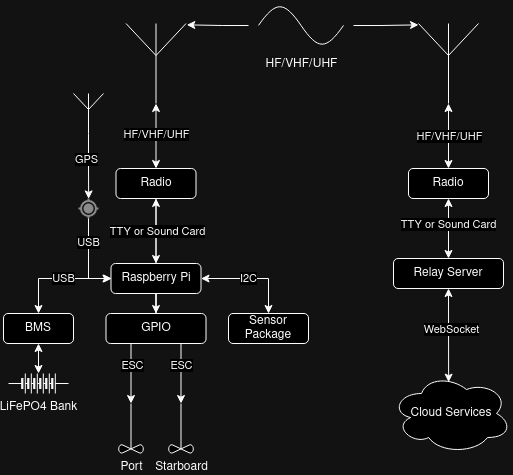 HF/VHF/UHF
HF/VHF/UHF
HF/VHF/UHF
GPS
Radio
Radio
TTY or Sound Card
TTY or Sound Card
USB
USB
Raspberry Pi
I2C
Relay Server
BMS
GPIO
Sensor
Package
WebSocket
ESC
ESC
LiFePO4 Bank
Cloud Services
Port
Starboard